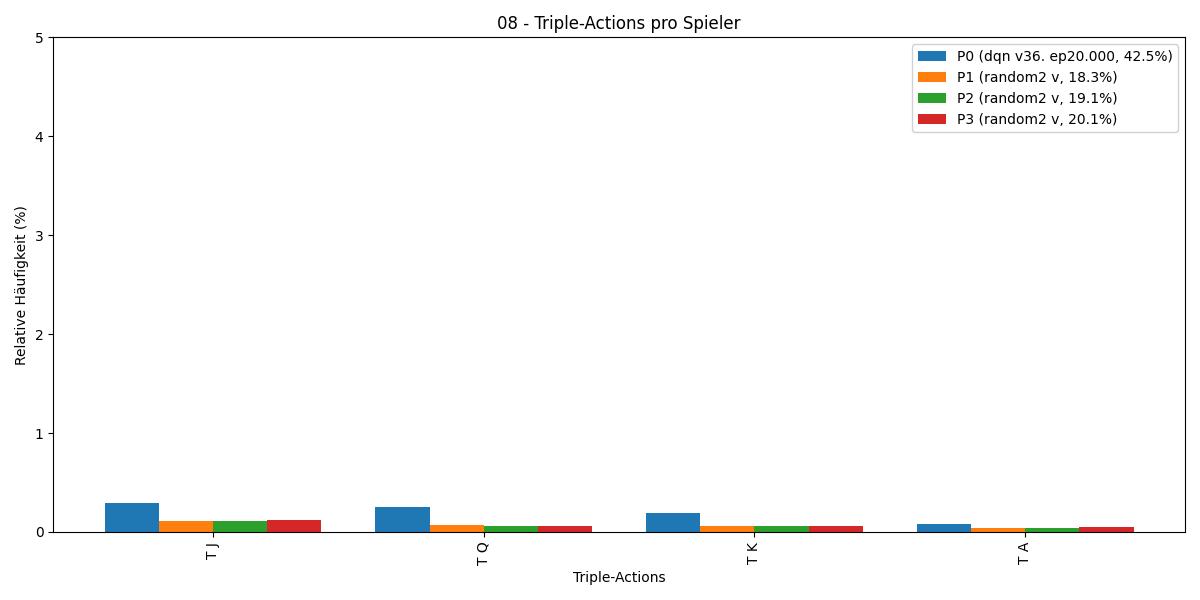 08 - Triple-Actions pro Spieler
P0 (dqn v36. ep20.000, 42.5%)
P1 (random2 v, 18.3%)
P2 (random2 v, 19.1%)
P3 (random2 v, 20.1%)
Relative Häufigkeit (%)
5
4
3
2
1
0
T J
T Q
T K
T A
Triple-Actions